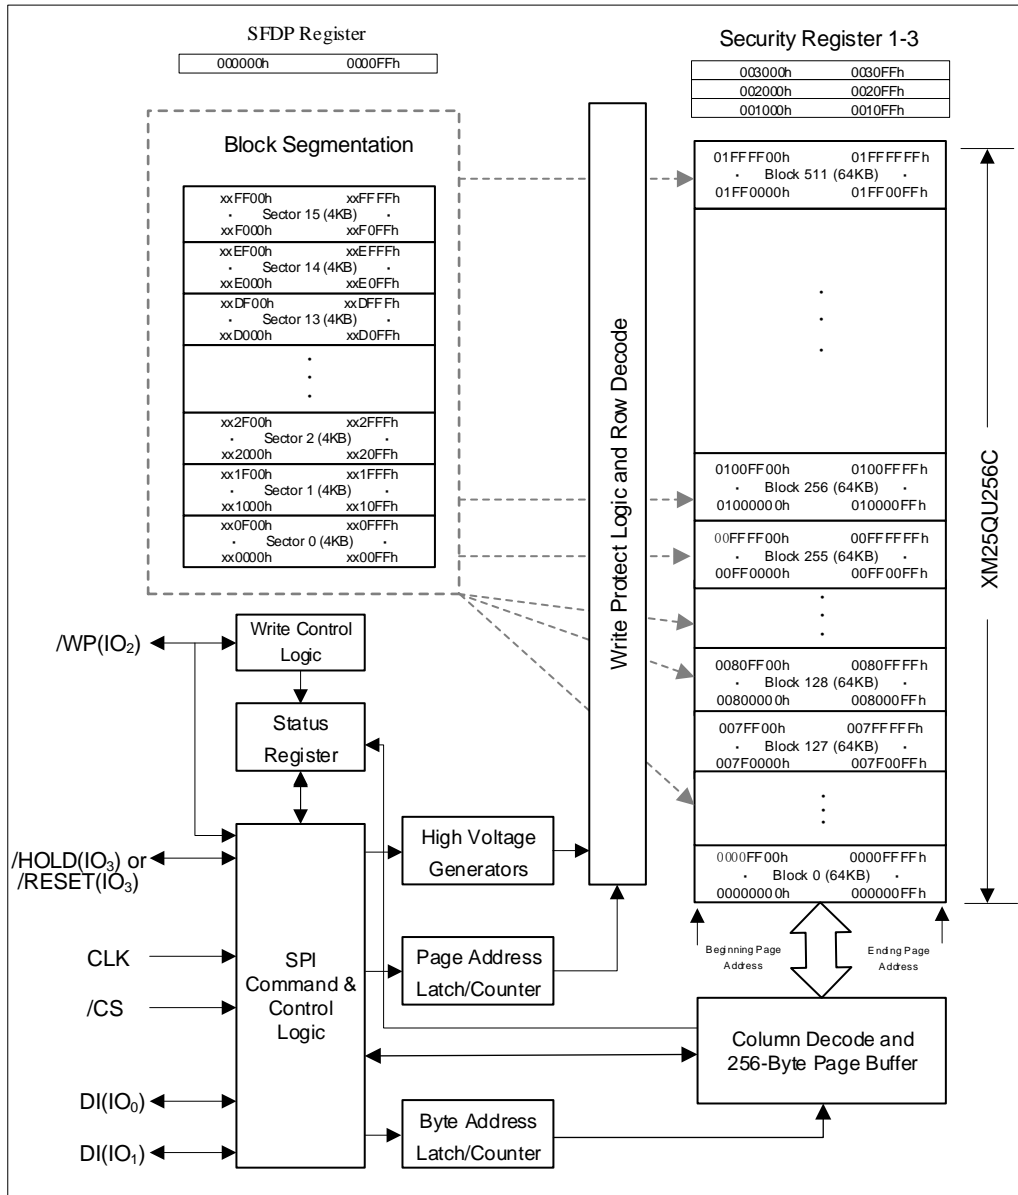 SFDP Register
000000h 0000FFh
Security Register 1-3
003000h 0030FFh
002000h 0020FFh
001000h 0010FFh
Block Segmentation
xxFF00h xxFFFFh
· Sector 15 (4KB) ·
xxF000h xxF0FFh
xxEF00h xxEFFFh
· Sector 14 (4KB) ·
xxE000h xxE0FFh
xxDF00h xxDFFFh
· Sector 13 (4KB) ·
xxD000h xxD0FFh
xx2F00h xx2FFFh
· Sector 2 (4KB) ·
xx2000h xx20FFh
xx1F00h xx1FFFh
· Sector 1 (4KB) ·
xx1000h xx10FFh
xx0F00h xx0FFFh
· Sector 0 (4KB) ·
xx0000h xx00FFh
Write Protect Logic and Row Decode
01FFFF00h 01FFFFFFh
· Block 511 (64KB) ·
01FF0000h 01FF00FFh
0100FF00h 0100FFFFh
· Block 256 (64KB) ·
01000000h 010000FFh
00FFFF00h 00FFFFFFh
· Block 255 (64KB) ·
00FF0000h 00FF00FFh
0080FF00h 0080FFFFh
· Block 128 (64KB) ·
00800000h 008000FFh
007FFF00h 007FFFFFh
· Block 127 (64KB) ·
007F0000h 007F00FFh
0000FF00h 0000FFFFh
· Block 0 (64KB) ·
00000000h 000000FFh
XM25QU256C
Beginning Page
Address
Ending Page
Address
/WP(IO₂)
Write Control
Logic
Status
Register
/HOLD(IO₃) or
/RESET(IO₃)
CLK
/CS
DI(IO₀)
DI(IO₁)
SPI
Command &
Control
Logic
High Voltage
Generators
Page Address
Latch/Counter
Byte Address
Latch/Counter
Column Decode and
256-Byte Page Buffer